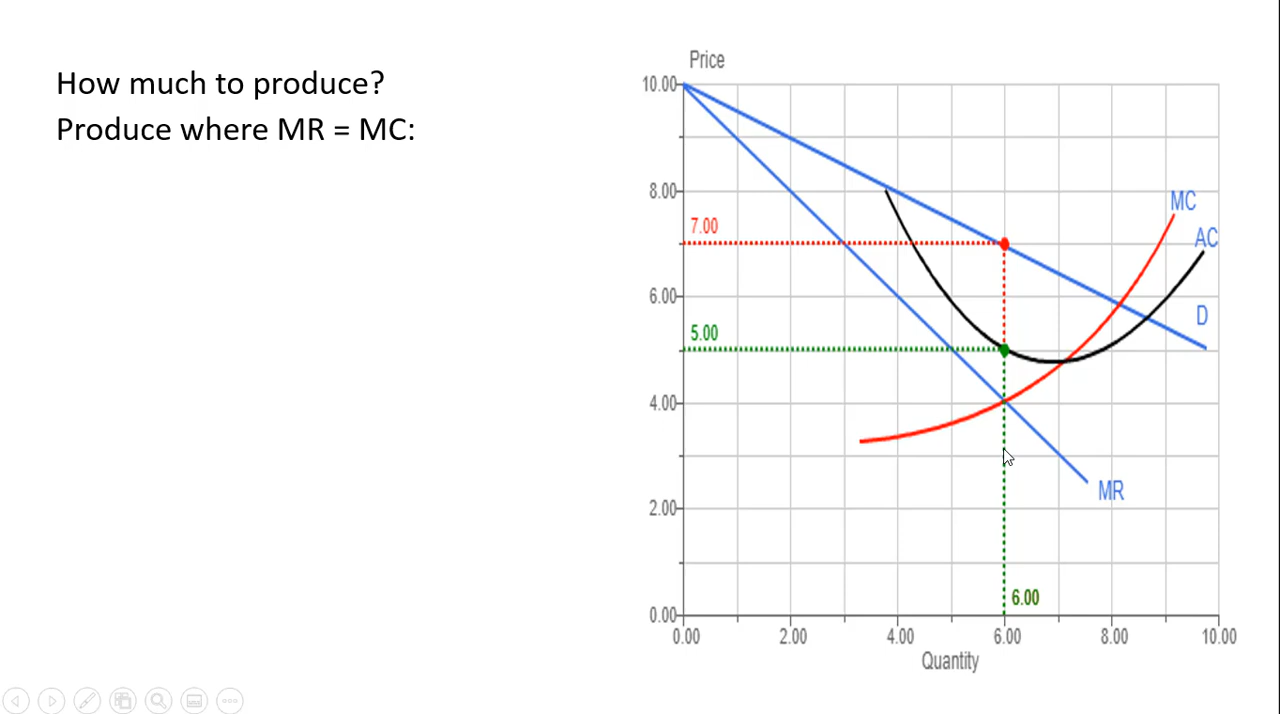 How much to produce?
Produce where MR = MC:
Price
10.00
8.00
7.00
6.00
5.00
4.00
2.00
0.00
MC
AC
D
MR
6.00
0.00 2.00 4.00 6.00 8.00 10.00
Quantity